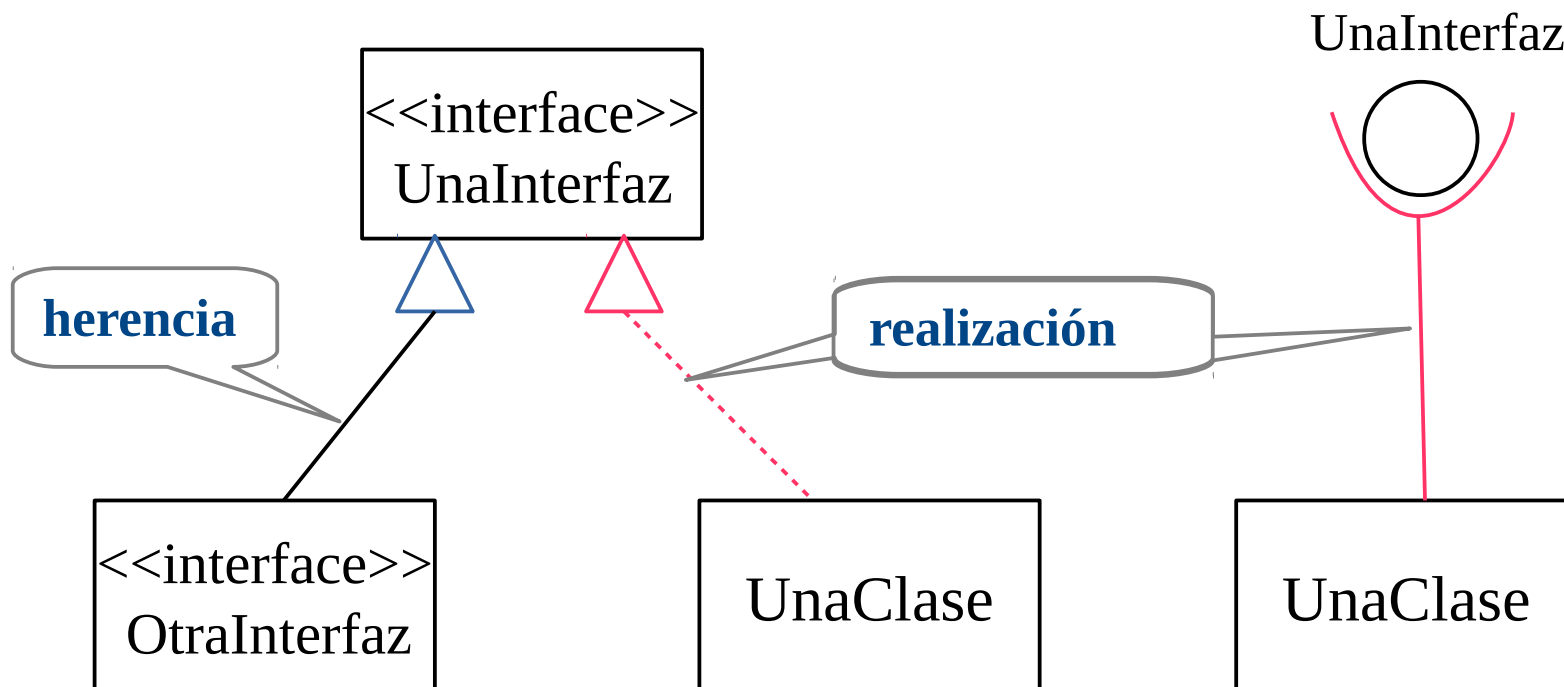 UnaInterfaz
<<interface>>
UnaInterfaz
herencia
realización
<<interface>>
OtraInterfaz
UnaClase
UnaClase